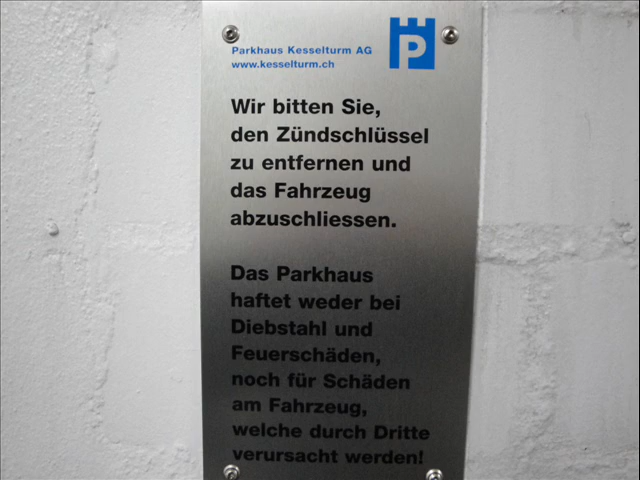 Parkhaus Kesselturm AG
www.kesselturm.ch
P
Wir bitten Sie,
den Zündschlüssel
zu entfernen und
das Fahrzeug
abzuschliessen.
Das Parkhaus
haftet weder bei
Diebstahl und
Feuerschäden,
noch für Schäden
am Fahrzeug,
welche durch Dritte
verursacht werden!